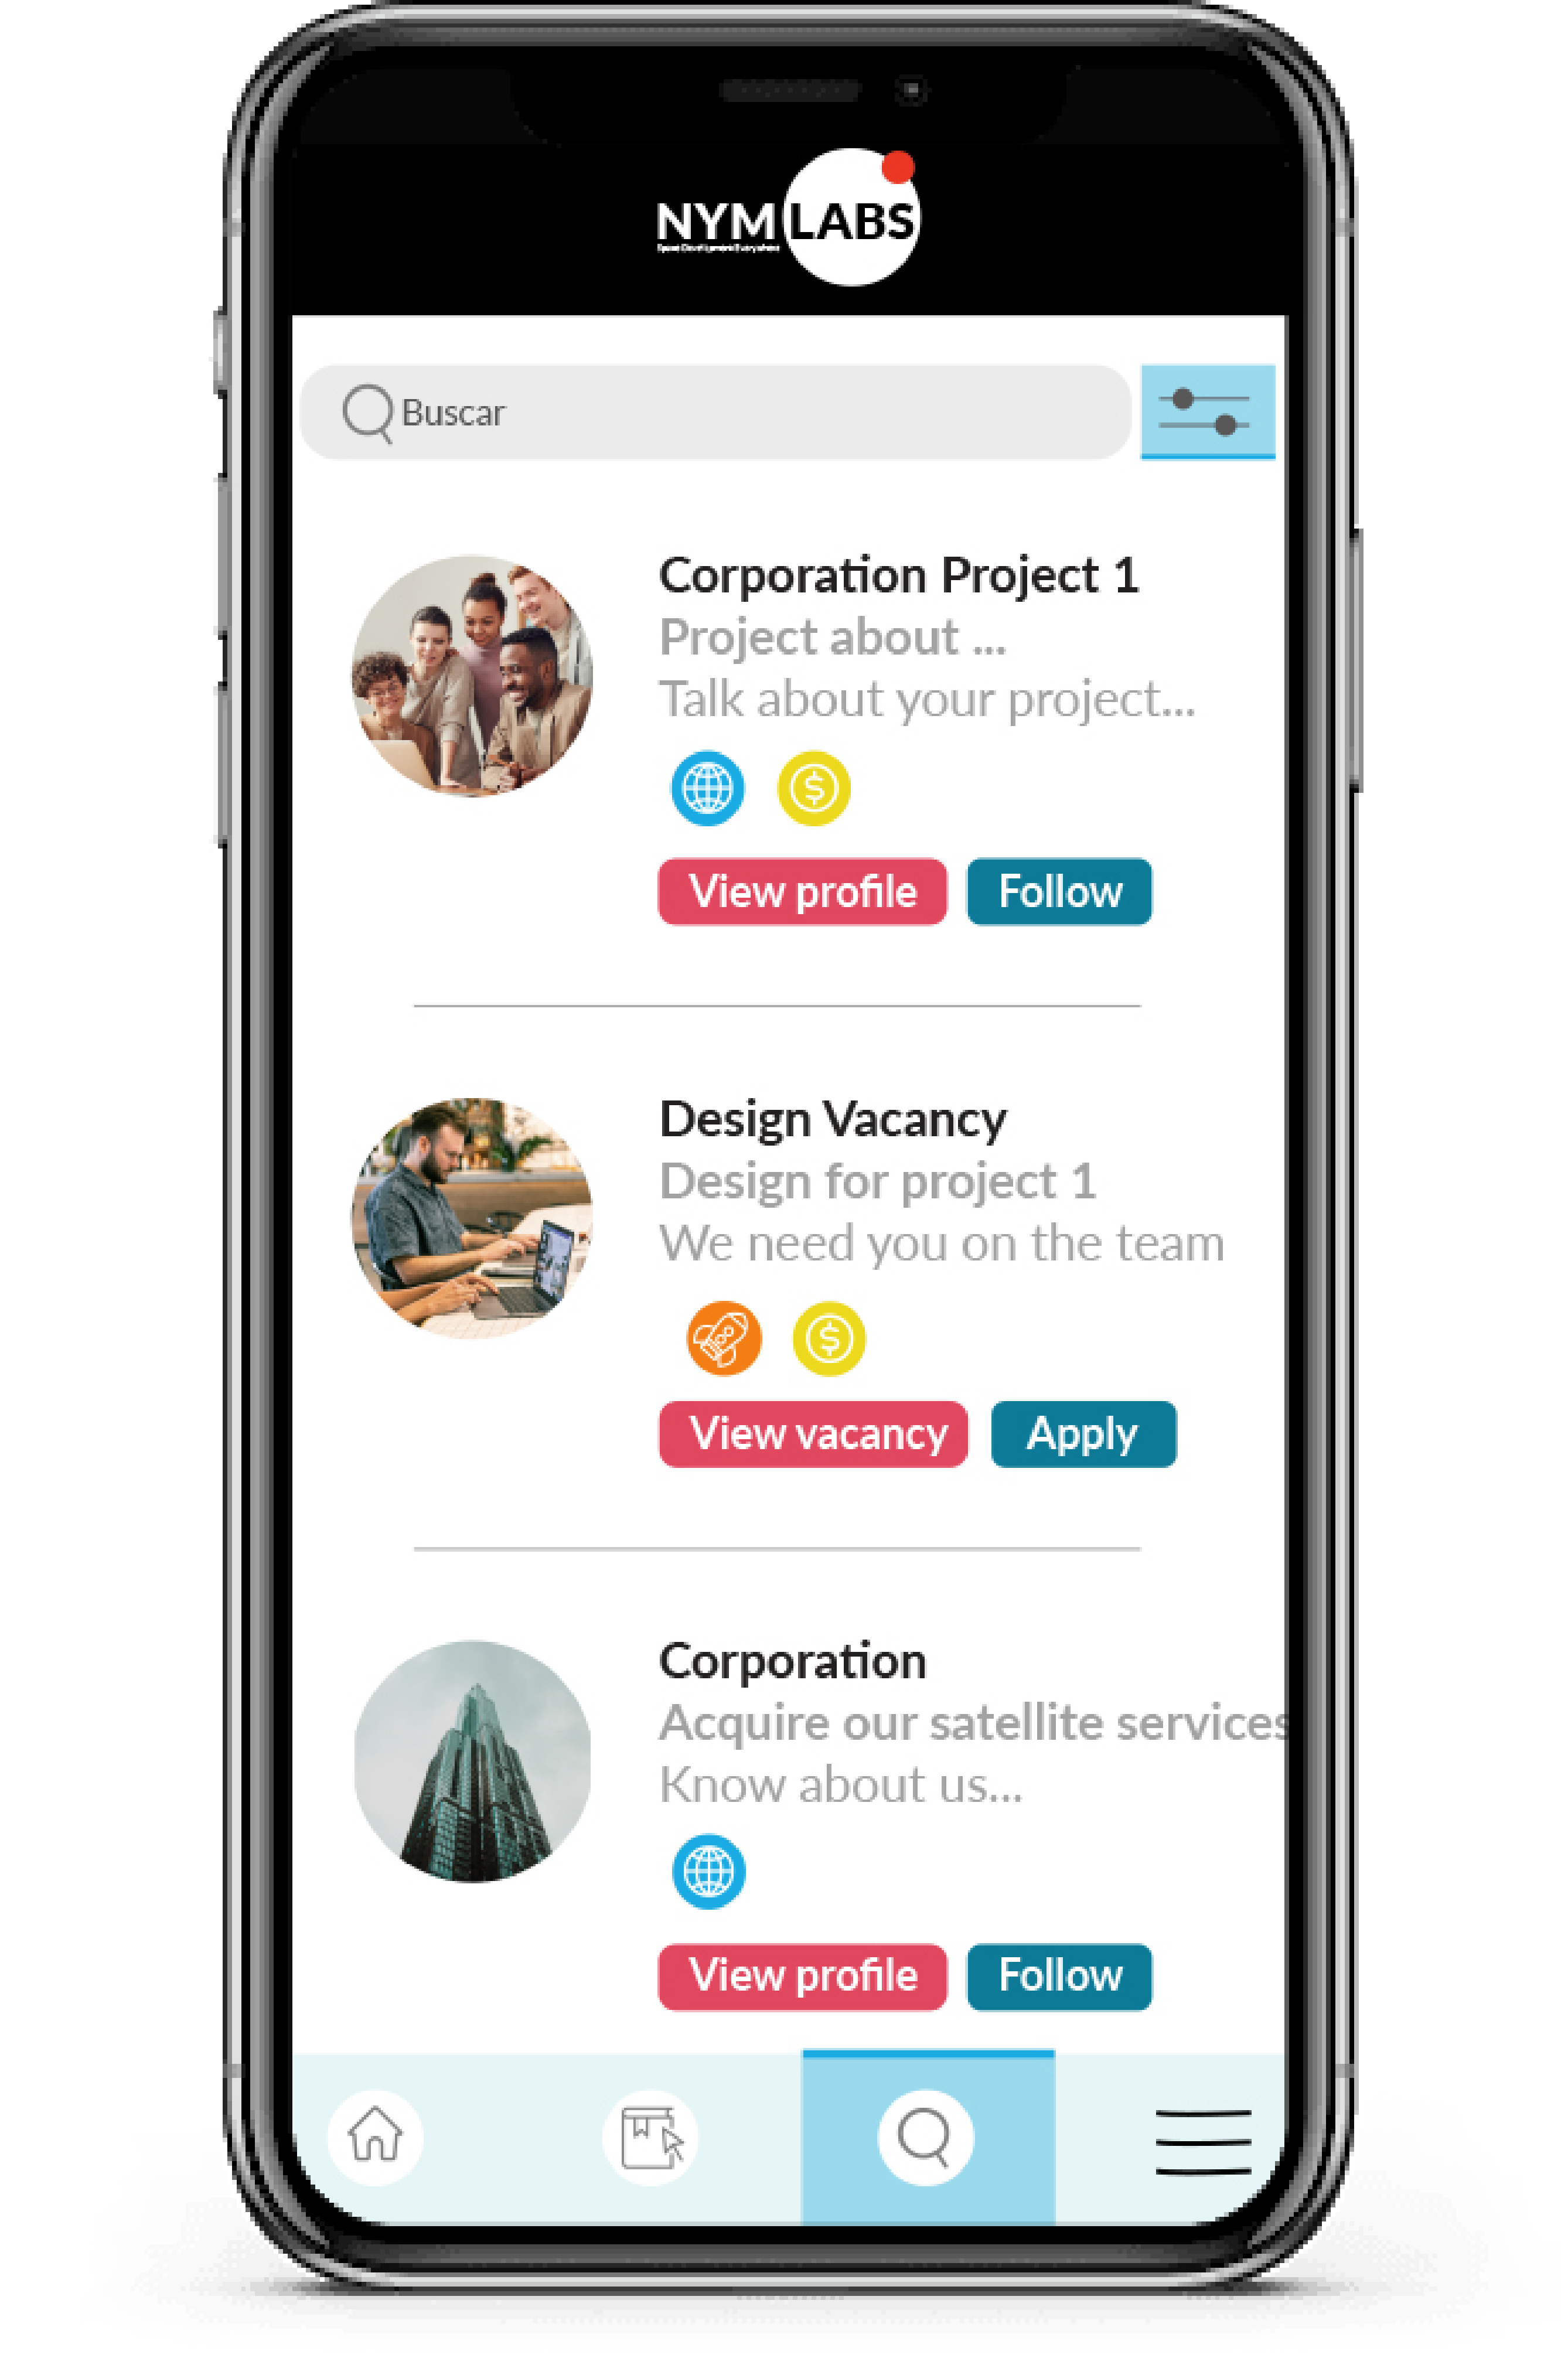 NYM LABS
Buscar
Corporation Project 1
Project about ...
Talk about your project...
View profile Follow
Design Vacancy
Design for project 1
We need you on the team
View vacancy Apply
Corporation
Acquire our satellite services
Know about us...
View profile Follow